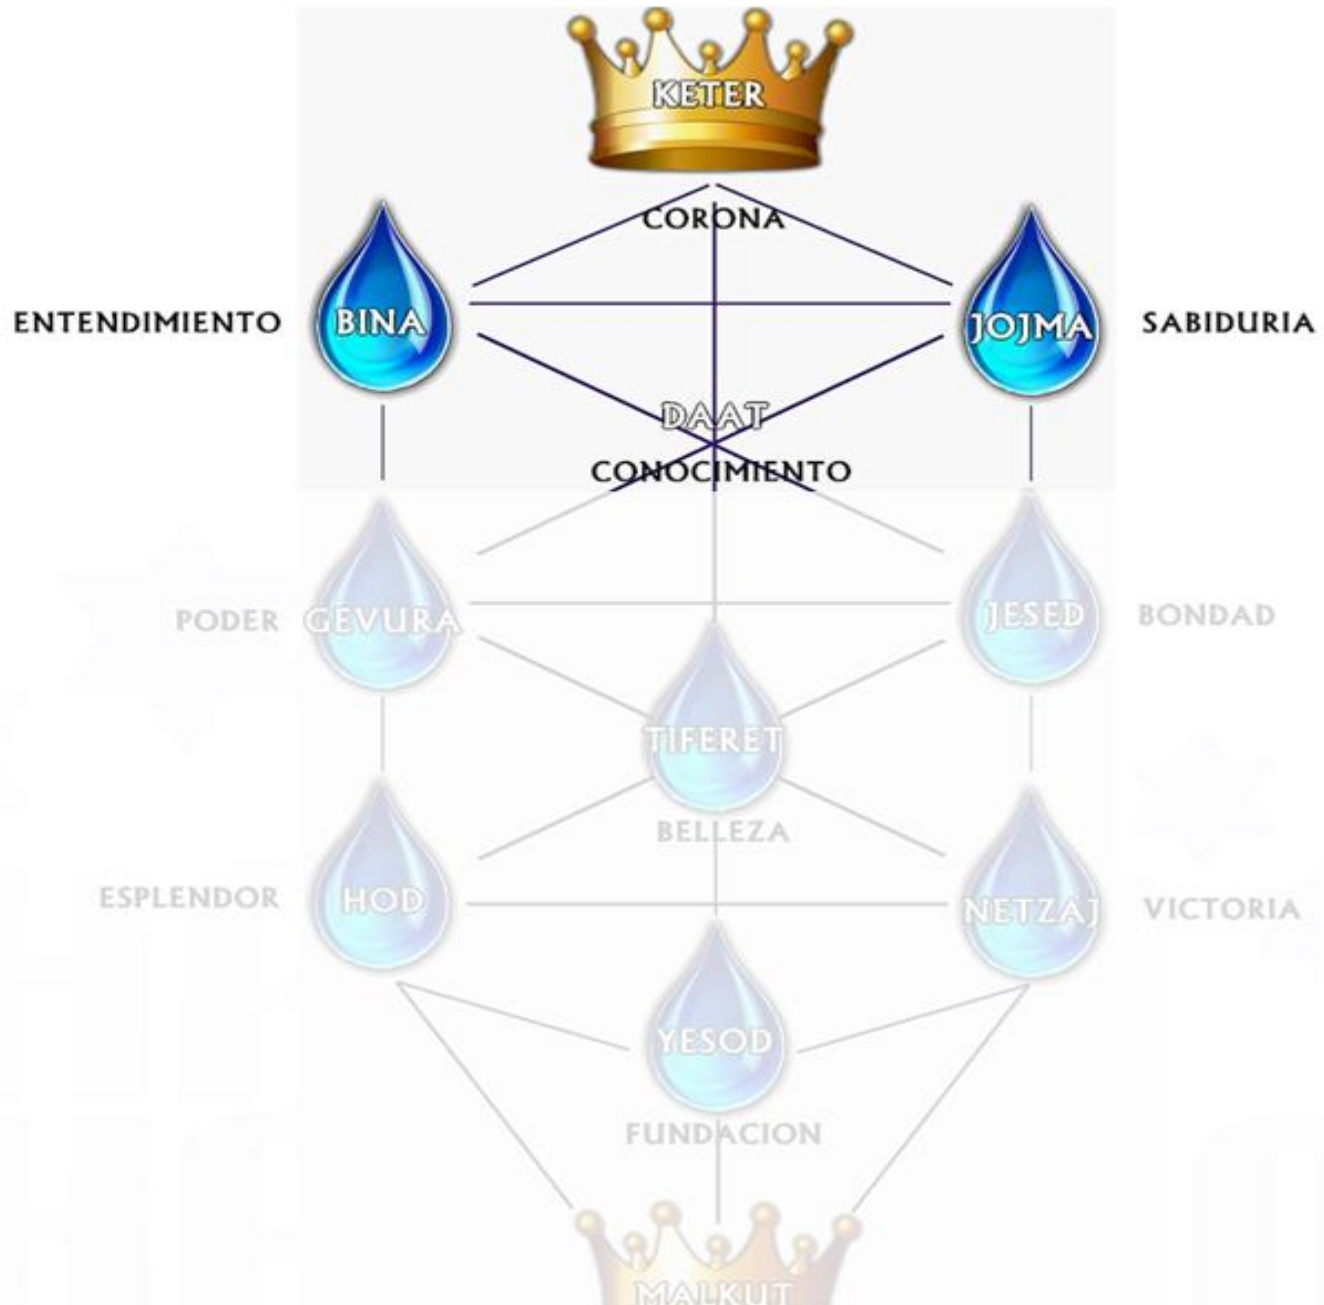 KETER
CORONA
ENTENDIMIENTO
BINA
JOJMA
SABIDURIA
DAAT
CONOCIMIENTO
PODER
GEVURA
JESED
BONDAD
TIFERET
BELLEZA
ESPLENDOR
HOD
NETZAJ
VICTORIA
YESOD
FUNDACION
MALKUT